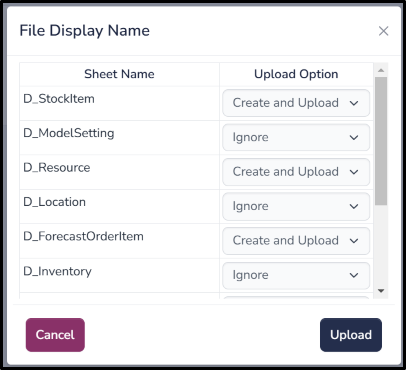 File Display Name
Sheet Name Upload Option
D_StockItem Create and Upload
D_ModelSetting Ignore
D_Resource Create and Upload
D_Location Ignore
D_ForecastOrderItem Create and Upload
D_Inventory Ignore
Cancel Upload